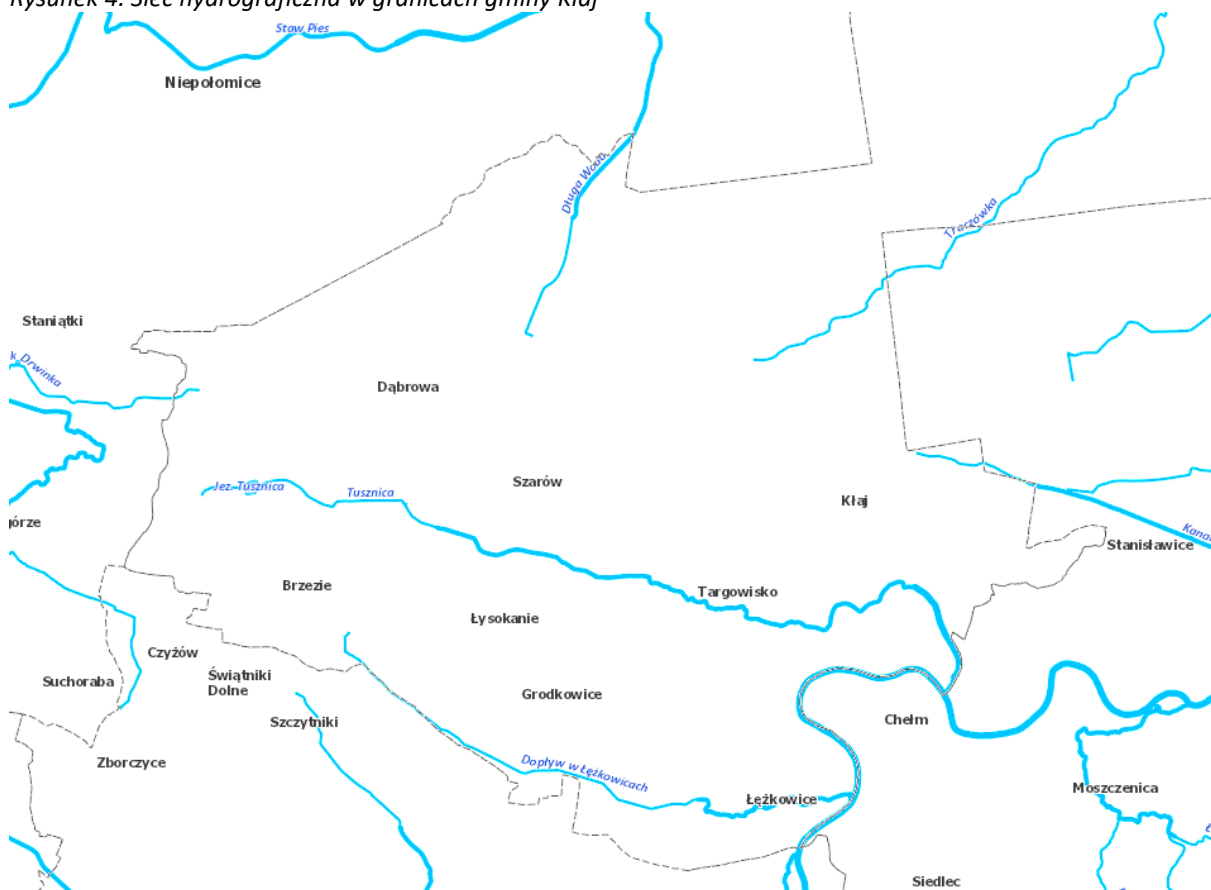 Rysunek 4. Sieć hydrograficzna w granicach gminy Kłaj
Staw Pies
Niepołomice
Długa Woda
Traczówka
Staniątki
k. Drwinka
Dąbrowa
Jez. Tusznica
Tusznica
Szarów
Kłaj
górze
Kanał
Stanisławice
Brzezie
Targowisko
Łysokanie
Czyżów
Suchoraba
Świątniki
Dolne
Grodkowice
Szczytniki
Chełm
Zborczyce
Dopływ w Łężkowicach
Łężkowice
Moszczenica
Siedlec